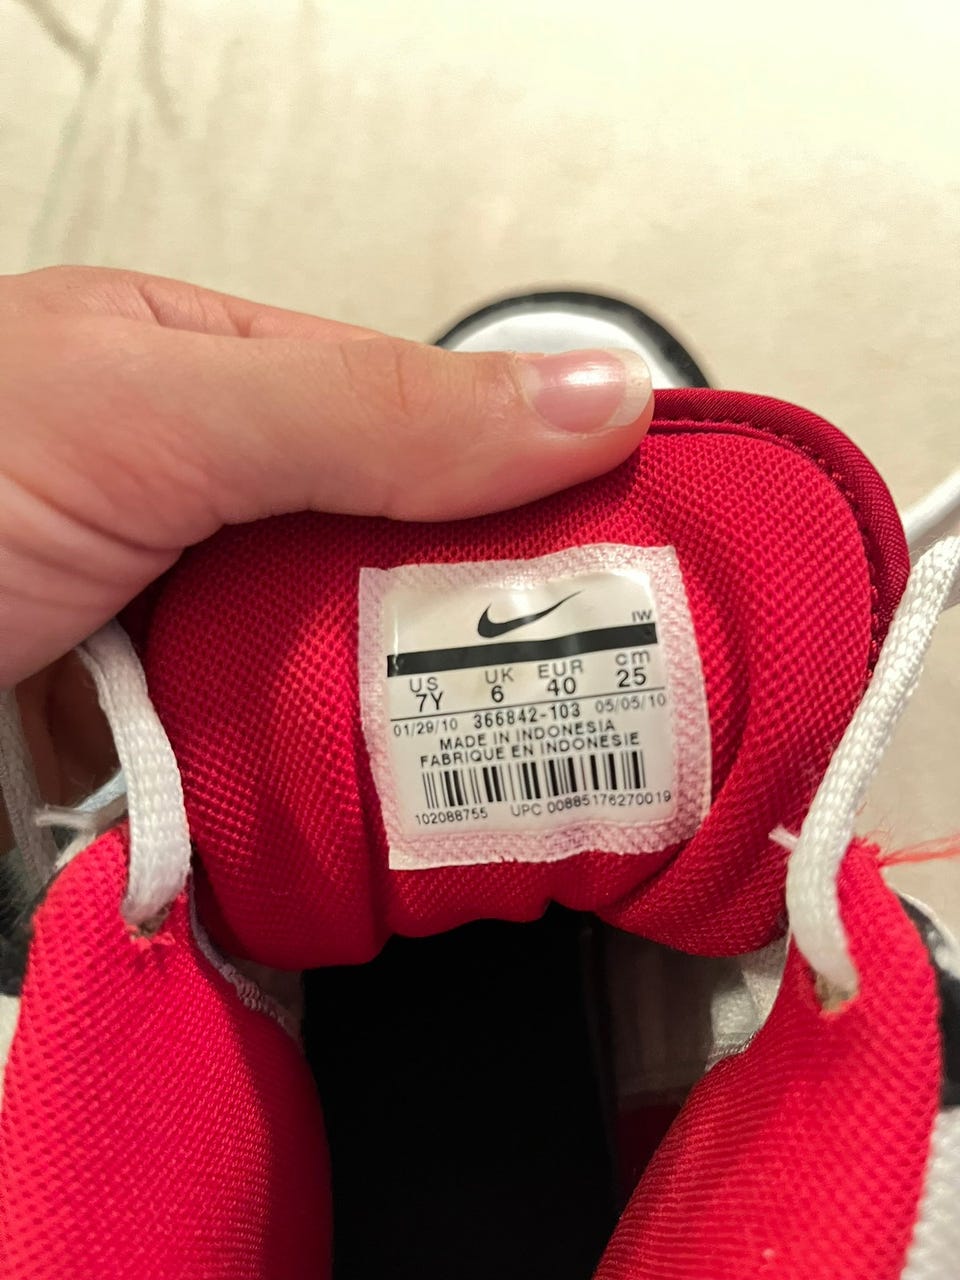 IW
US UK EUR cm
7Y 6 40 25
01/29/10 366842-103 05/05/10
MADE IN INDONESIA
FABRIQUE EN INDONESIE
102088755 UPC 00885176270019